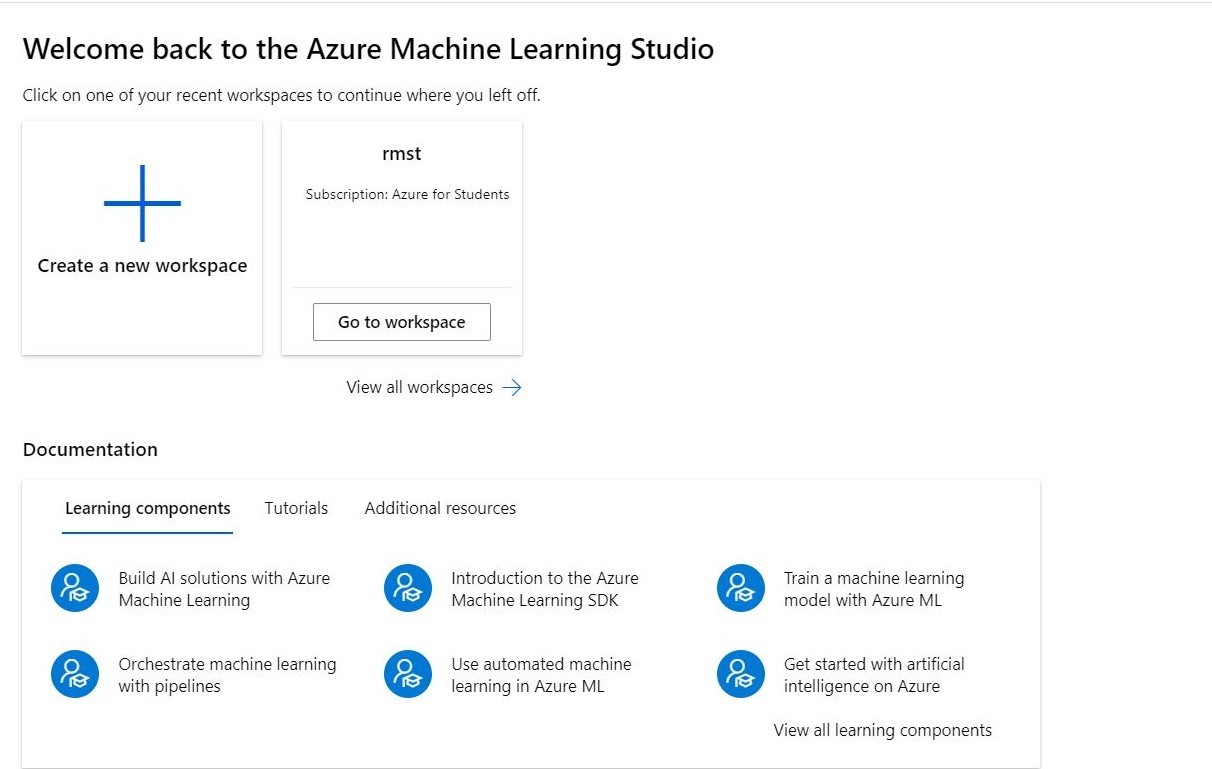 Welcome back to the Azure Machine Learning Studio
Click on one of your recent workspaces to continue where you left off.
Create a new workspace
rmst
Subscription: Azure for Students
Go to workspace
View all workspaces
Documentation
Learning components
Tutorials
Additional resources
Build AI solutions with Azure
Machine Learning
Introduction to the Azure
Machine Learning SDK
Train a machine learning
model with Azure ML
Orchestrate machine learning
with pipelines
Use automated machine
learning in Azure ML
Get started with artificial
intelligence on Azure
View all learning components